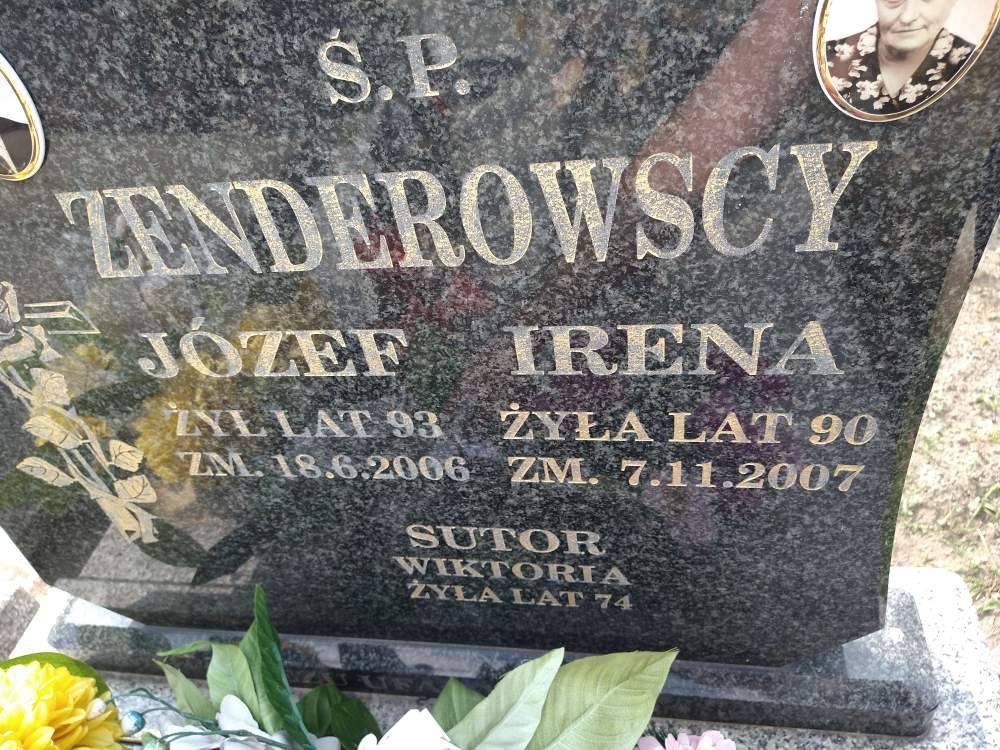 Ś.P.
ZENDEROWSCY
JÓZEF IRENA
ŻYŁ LAT 93 ŻYŁA LAT 90
ZM. 18.6.2006 ZM. 7.11.2007
SUTOR
WIKTORIA
ŻYŁA LAT 74